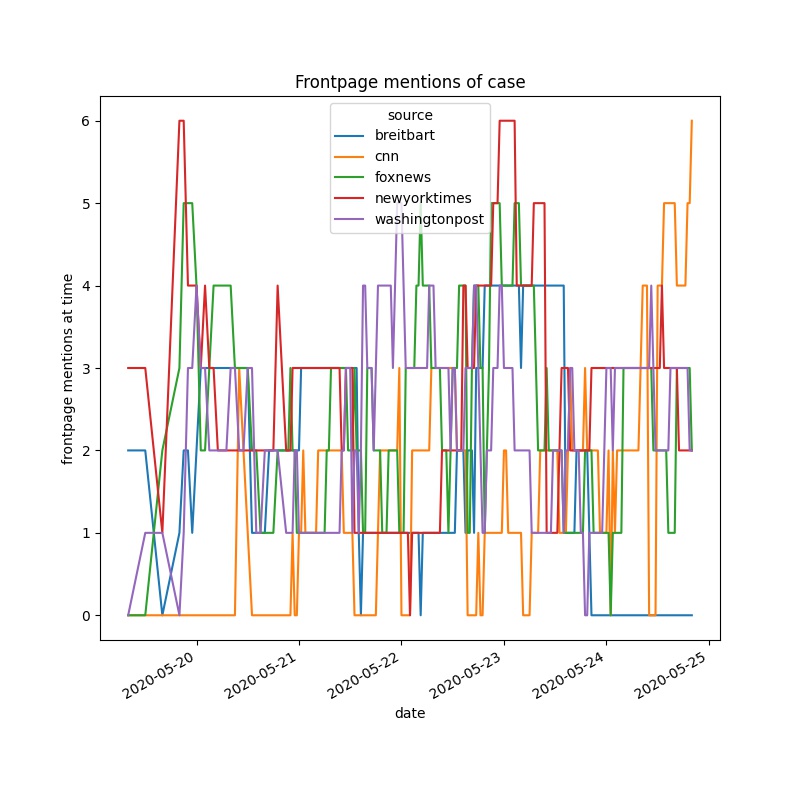 Frontpage mentions of case
source
breitbart
cnn
foxnews
newyorktimes
washingtonpost
frontpage mentions at time
6
5
4
3
2
1
0
2020-05-20
2020-05-21
2020-05-22
2020-05-23
2020-05-24
2020-05-25
date